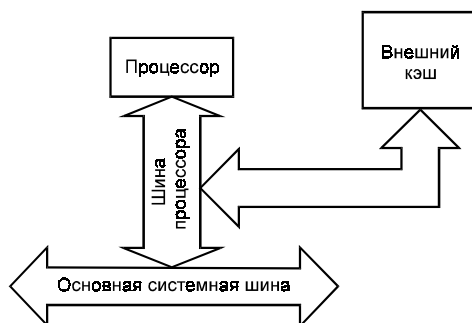 Процессор
Внешний
кэш
Шина
процессора
Основная системная шина